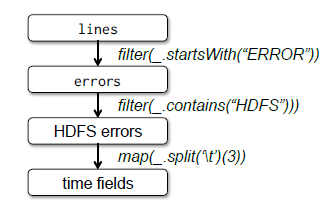 lines
filter(_.startsWith(“ERROR”))
errors
filter(_.contains(“HDFS”)))
HDFS errors
map(_.split(‘\t’)(3))
time fields